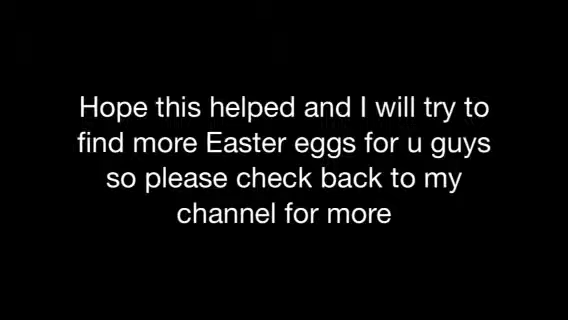 Hope this helped and I will try to
find more Easter eggs for u guys
so please check back to my
channel for more